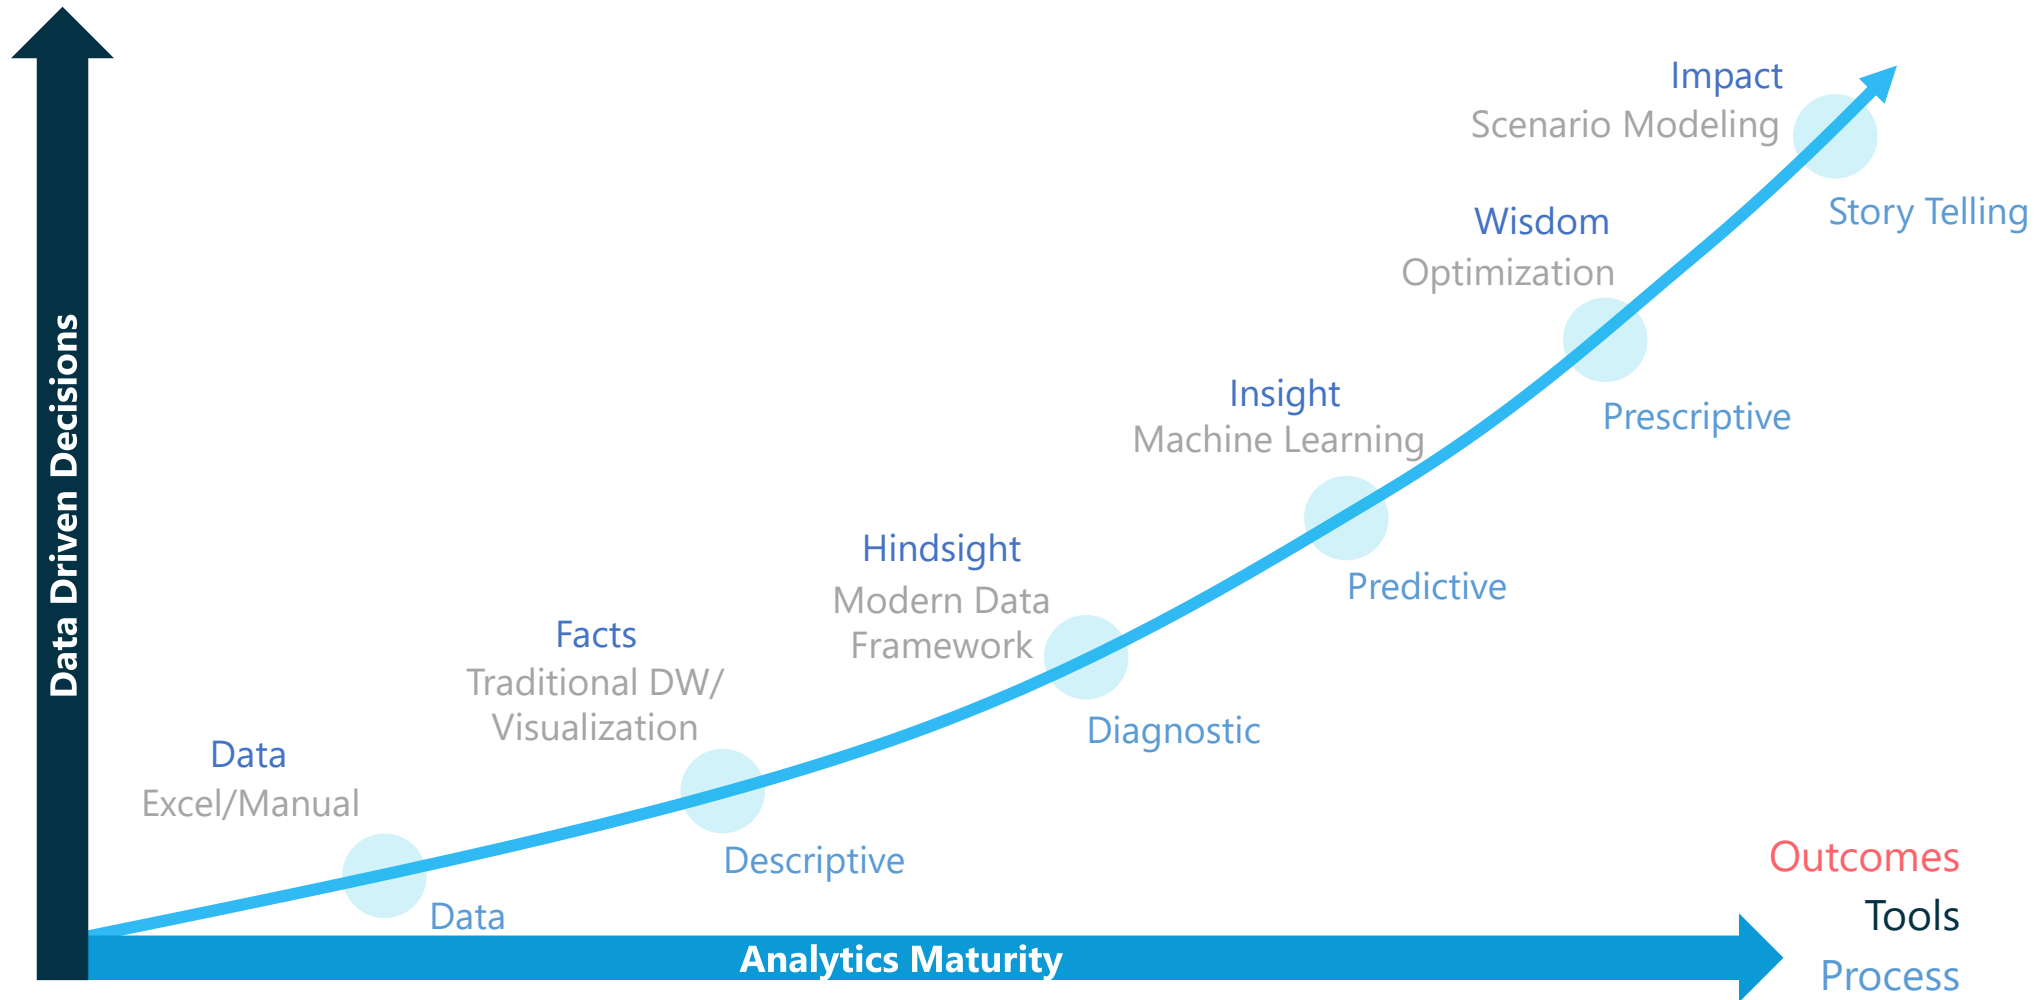 Impact
Scenario Modeling
Story Telling
Wisdom
Optimization
Prescriptive
Insight
Machine Learning
Predictive
Hindsight
Modern Data
Framework
Diagnostic
Facts
Traditional DW/
Visualization
Descriptive
Data
Excel/Manual
Data
Data Driven Decisions
Analytics Maturity
Outcomes
Tools
Process